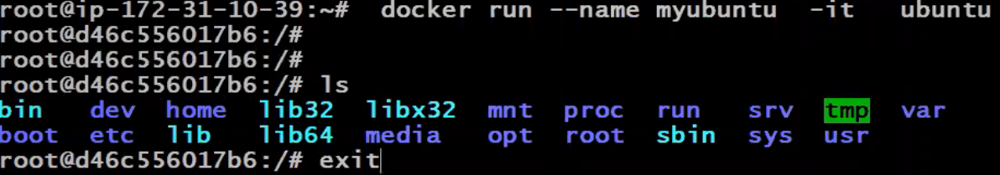 root@ip-172-31-10-39:~#  docker run --name myubuntu  -it   ubuntu
root@d46c556017b6:/#
root@d46c556017b6:/#
root@d46c556017b6:/# ls
bin   dev  home  lib32  libx32  mnt  proc  run   srv  tmp  var
boot  etc  lib   lib64  media   opt  root  sbin  sys  usr
root@d46c556017b6:/# exit